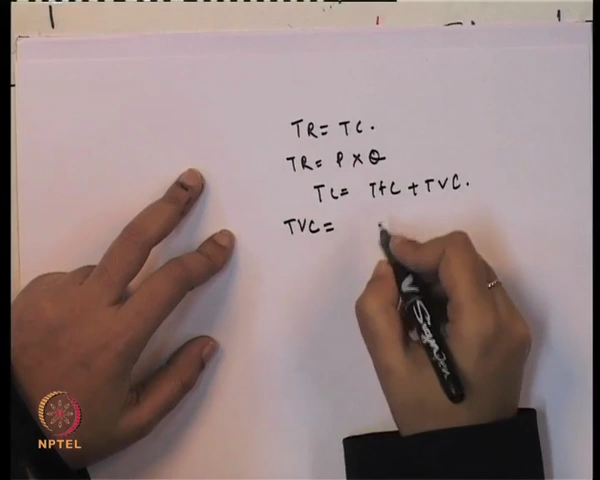 TR = TC.
TR = P X Q
TC = TFC + TVC.
TVC =
NPTEL